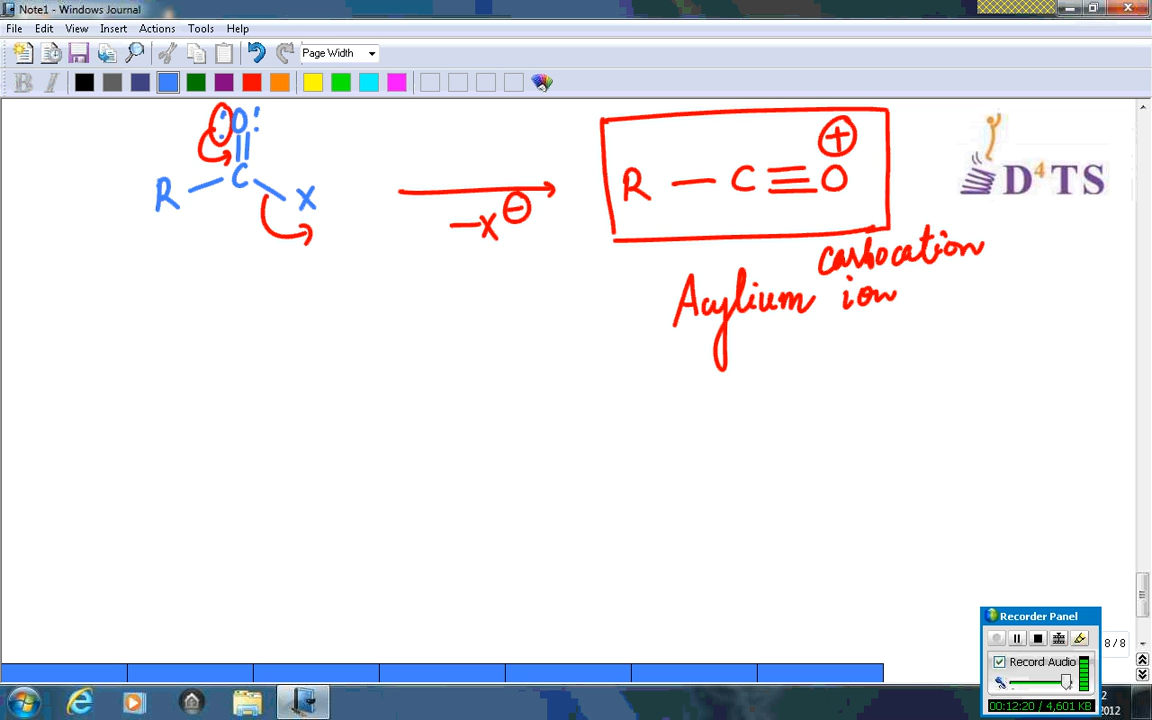 Note1 - Windows Journal
File Edit View Insert Actions Tools Help
Page Width
B I
:O:
R C X
-X⊖
R — C ≡ O
⊕
D4TS
carbocation
Acylium ion
Recorder Panel
Record Audio
8 / 8
00:12:20 / 4,601 KB
2
2012